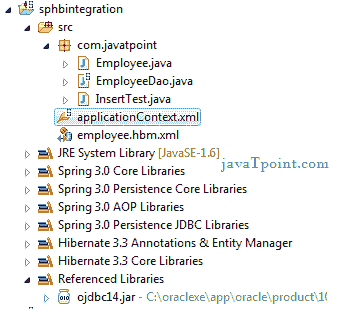 sphbintegration
src
com.javatpoint
Employee.java
EmployeeDao.java
InsertTest.java
applicationContext.xml
employee.hbm.xml
JRE System Library [JavaSE-1.6]
javaTpoint.com
Spring 3.0 Core Libraries
Spring 3.0 Persistence Core Libraries
Spring 3.0 AOP Libraries
Spring 3.0 Persistence JDBC Libraries
Hibernate 3.3 Annotations & Entity Manager
Hibernate 3.3 Core Libraries
Referenced Libraries
ojdbc14.jar - C:\oraclexe\app\oracle\product\10